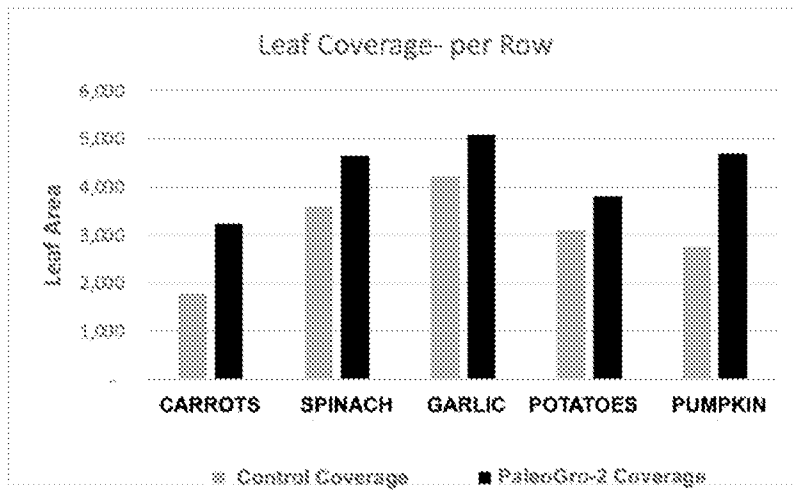 Leaf Coverage- per Row
6,000
5,000
4,000
3,000
2,000
1,000
-
Leaf Area
CARROTS SPINACH GARLIC POTATOES PUMPKIN
Control Coverage PaleoGro-2 Coverage